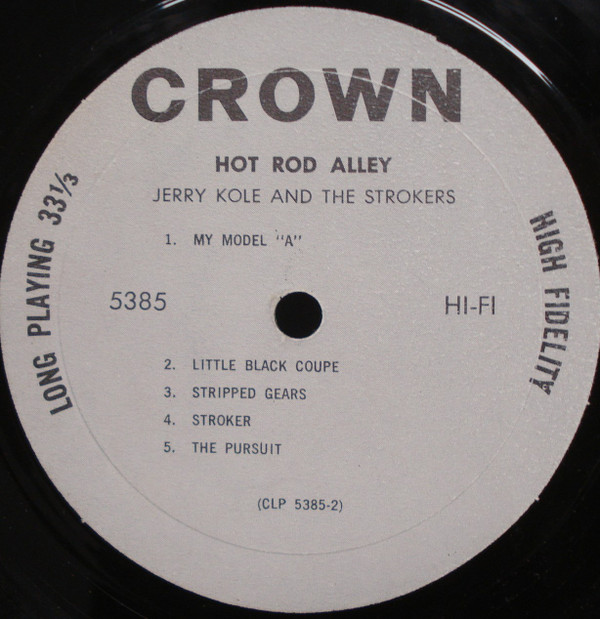 CROWN
HOT ROD ALLEY
JERRY KOLE AND THE STROKERS
1. MY MODEL "A"
LONG PLAYING 33⅓
5385
HI-FI
HIGH FIDELITY
2. LITTLE BLACK COUPE
3. STRIPPED GEARS
4. STROKER
5. THE PURSUIT
(CLP 5385-2)